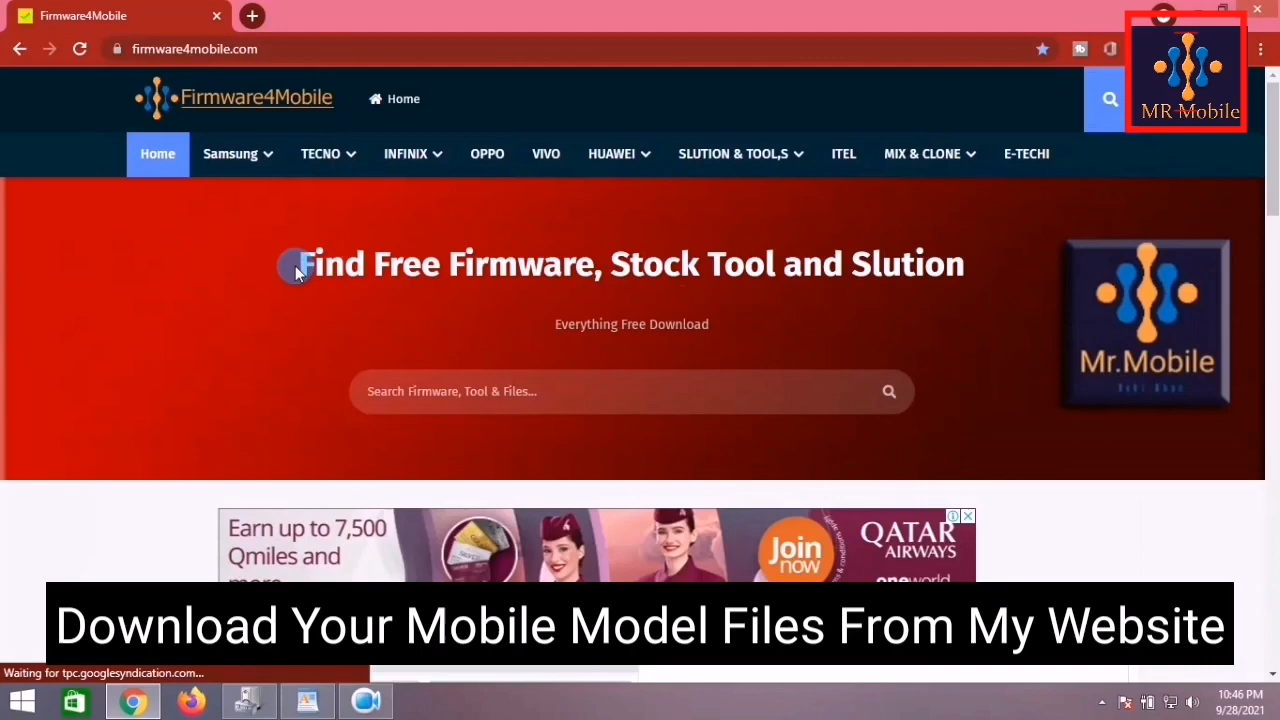 Firmware4Mobile
firmware4mobile.com
MR Mobile
Firmware4Mobile
Home
Home
Samsung
TECNO
INFINIX
OPPO
VIVO
HUAWEI
SLUTION & TOOL,S
ITEL
MIX & CLONE
E-TECHI
Find Free Firmware, Stock Tool and Slution
Everything Free Download
Search Firmware, Tool & Files...
Mr.Mobile
Earn up to 7,500
Qmiles and
more
Join
now
QATAR
AIRWAYS
oneworld
Download Your Mobile Model Files From My Website
Waiting for tpc.googlesyndication.com...
10:46 PM
9/28/2021